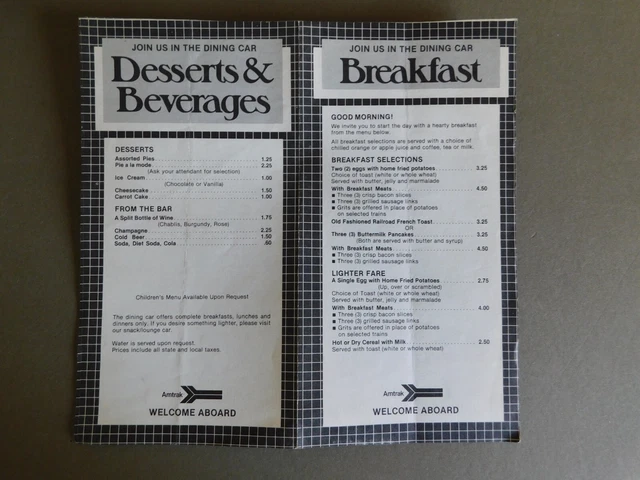 JOIN US IN THE DINING CAR
Desserts &
Beverages
DESSERTS
Assorted Pies 1.25
Pie a la mode 2.25
(Ask your attendant for selection)
Ice Cream 1.00
(Chocolate or Vanilla)
Cheesecake 1.50
Carrot Cake 1.00
FROM THE BAR
A Split Bottle of Wine 1.75
(Chablis, Burgundy, Rose)
Champagne 2.25
Cold Beer 1.50
Soda, Diet Soda, Cola .60
Children's Menu Available Upon Request
The dining car offers complete breakfasts, lunches and
dinners only. If you desire something lighter, please visit
our snack/lounge car.
Water is served upon request.
Prices include all state and local taxes.
Amtrak
WELCOME ABOARD
JOIN US IN THE DINING CAR
Breakfast
GOOD MORNING!
We invite you to start the day with a hearty breakfast
from the menu below.
All breakfast selections are served with a choice of
chilled orange or apple juice and coffee, tea or milk.
BREAKFAST SELECTIONS
Two (2) eggs with home fried potatoes 3.25
Choice of toast (white or whole wheat)
Served with butter, jelly and marmalade
With Breakfast Meats 4.50
■ Three (3) crisp bacon slices
■ Three (3) grilled sausage links
■ Grits are offered in place of potatoes
on selected trains
Old Fashioned Railroad French Toast 3.25
OR
Three (3) Buttermilk Pancakes 3.25
(Both are served with butter and syrup)
With Breakfast Meats 4.50
■ Three (3) crisp bacon slices
■ Three (3) grilled sausage links
LIGHTER FARE
A Single Egg with Home Fried Potatoes 2.75
(Up, over or scrambled)
Choice of Toast (white or whole wheat)
Served with butter, jelly and marmalade
With Breakfast Meats 4.00
■ Three (3) crisp bacon slices
■ Three (3) grilled sausage links
■ Grits are offered in place of potatoes
on selected trains
Hot or Dry Cereal with Milk 2.50
Served with toast (white or whole wheat)
Amtrak
WELCOME ABOARD